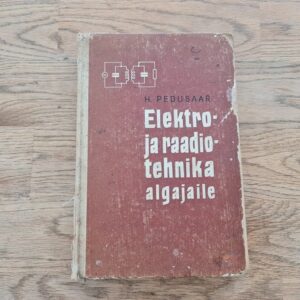 H. PEDUSAAR
Elektro-
ja raadio-
tehnika
algajaile